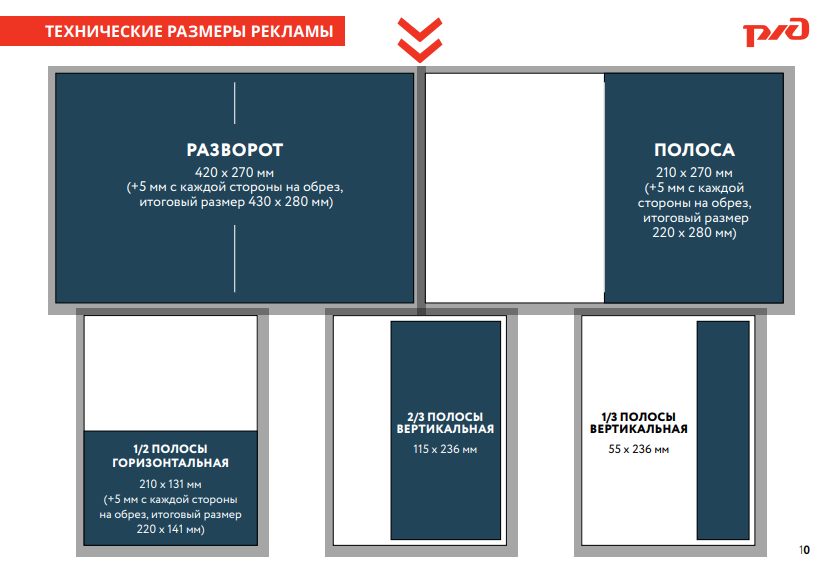 ТЕХНИЧЕСКИЕ РАЗМЕРЫ РЕКЛАМЫ
ржд
РАЗВОРОТ
420 х 270 мм
(+5 мм с каждой стороны на обрез,
итоговый размер 430 х 280 мм)
ПОЛОСА
210 х 270 мм
(+5 мм с каждой
стороны на обрез,
итоговый размер
220 х 280 мм)
1/2 ПОЛОСЫ
ГОРИЗОНТАЛЬНАЯ
210 х 131 мм
(+5 мм с каждой стороны
на обрез, итоговый размер
220 х 141 мм)
2/3 ПОЛОСЫ
ВЕРТИКАЛЬНАЯ
115 х 236 мм
1/3 ПОЛОСЫ
ВЕРТИКАЛЬНАЯ
55 х 236 мм
10